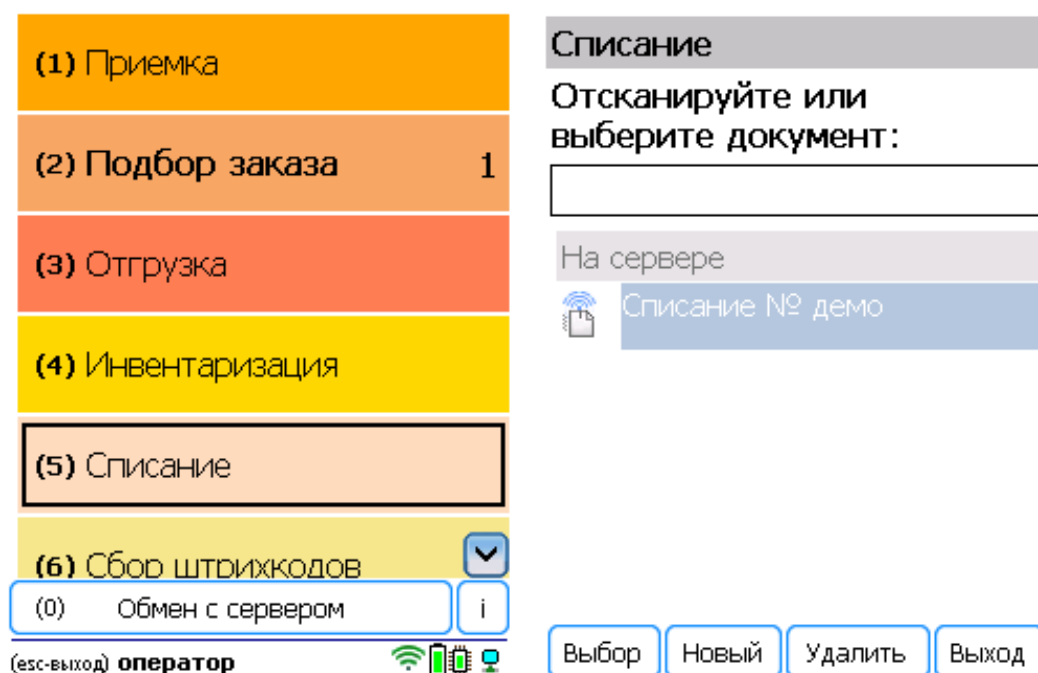 (1) Приемка
(2) Подбор заказа 1
(3) Отгрузка
(4) Инвентаризация
(5) Списание
(6) Сбор штрихкодов
(0) Обмен с сервером i
(esc-выход) оператор
Списание
Отсканируйте или
выберите документ:
На сервере
Списание № демо
Выбор Новый Удалить Выход